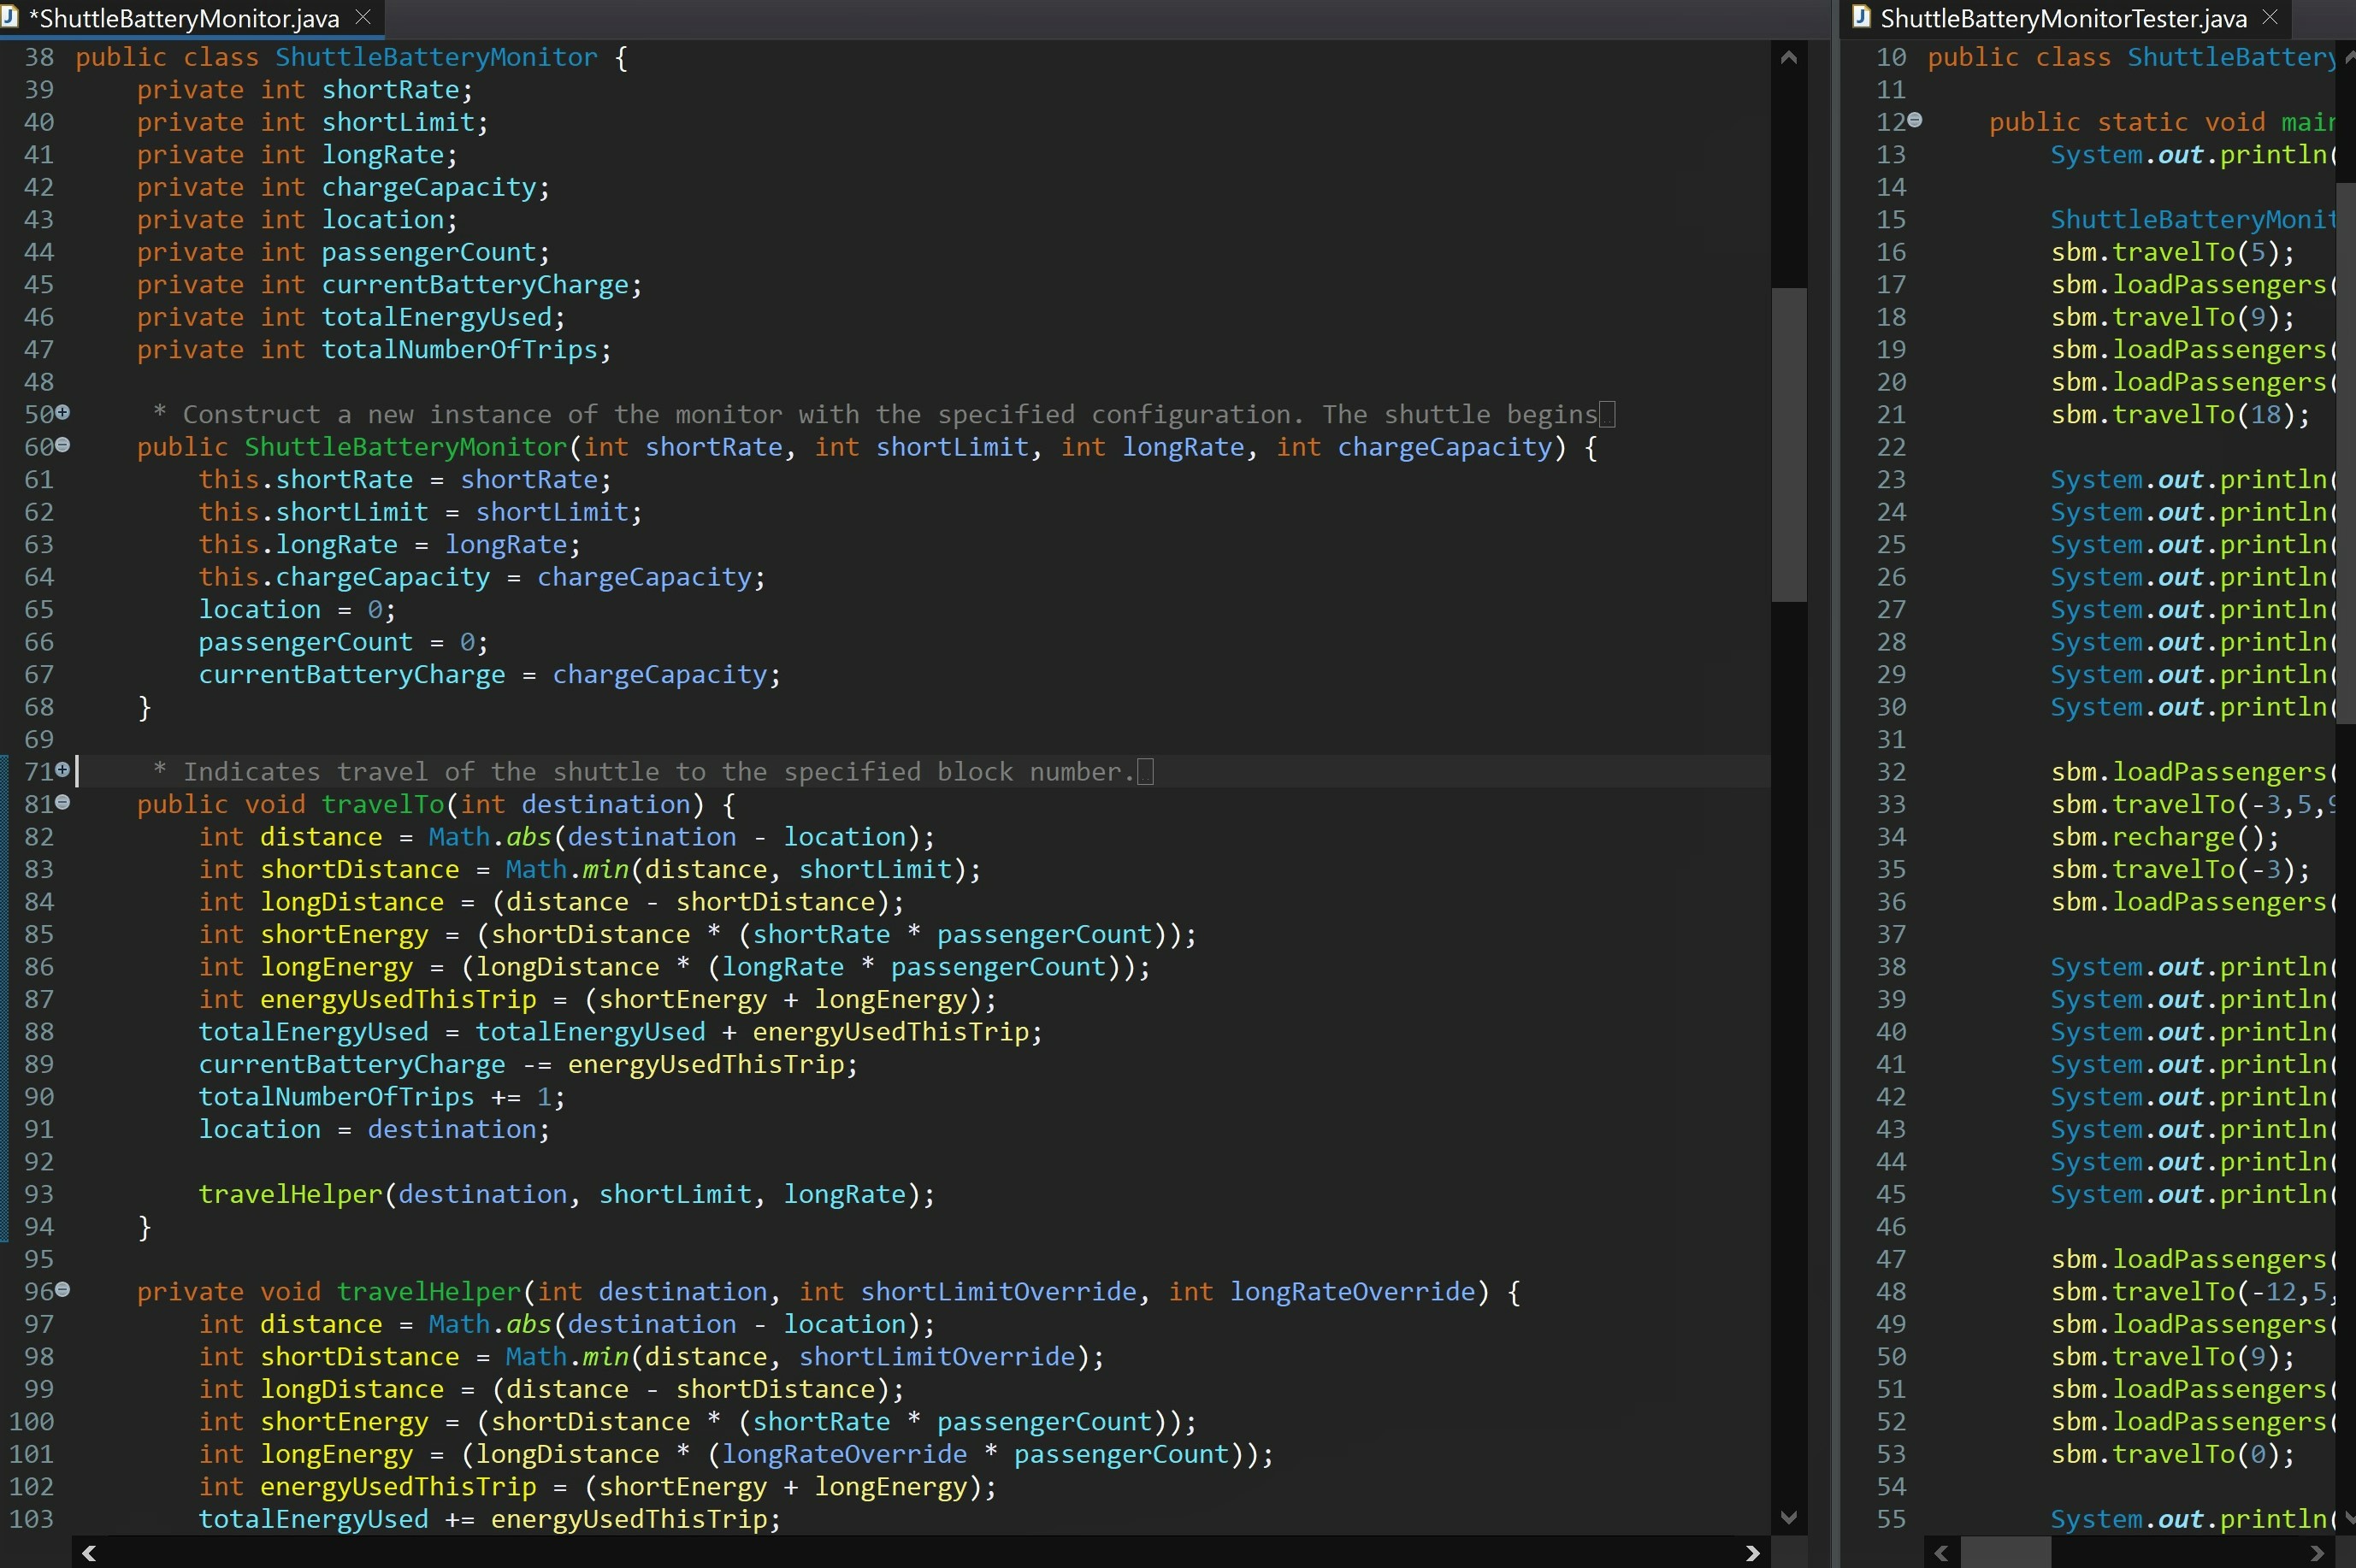 *ShuttleBatteryMonitor.java
38 public class ShuttleBatteryMonitor {
39     private int shortRate;
40     private int shortLimit;
41     private int longRate;
42     private int chargeCapacity;
43     private int location;
44     private int passengerCount;
45     private int currentBatteryCharge;
46     private int totalEnergyUsed;
47     private int totalNumberOfTrips;
48
50      * Construct a new instance of the monitor with the specified configuration. The shuttle begins
60     public ShuttleBatteryMonitor(int shortRate, int shortLimit, int longRate, int chargeCapacity) {
61         this.shortRate = shortRate;
62         this.shortLimit = shortLimit;
63         this.longRate = longRate;
64         this.chargeCapacity = chargeCapacity;
65         location = 0;
66         passengerCount = 0;
67         currentBatteryCharge = chargeCapacity;
68     }
69
71      * Indicates travel of the shuttle to the specified block number.
81     public void travelTo(int destination) {
82         int distance = Math.abs(destination - location);
83         int shortDistance = Math.min(distance, shortLimit);
84         int longDistance = (distance - shortDistance);
85         int shortEnergy = (shortDistance * (shortRate * passengerCount));
86         int longEnergy = (longDistance * (longRate * passengerCount));
87         int energyUsedThisTrip = (shortEnergy + longEnergy);
88         totalEnergyUsed = totalEnergyUsed + energyUsedThisTrip;
89         currentBatteryCharge -= energyUsedThisTrip;
90         totalNumberOfTrips += 1;
91         location = destination;
92
93         travelHelper(destination, shortLimit, longRate);
94     }
95
96     private void travelHelper(int destination, int shortLimitOverride, int longRateOverride) {
97         int distance = Math.abs(destination - location);
98         int shortDistance = Math.min(distance, shortLimitOverride);
99         int longDistance = (distance - shortDistance);
100         int shortEnergy = (shortDistance * (shortRate * passengerCount));
101         int longEnergy = (longDistance * (longRateOverride * passengerCount));
102         int energyUsedThisTrip = (shortEnergy + longEnergy);
103         totalEnergyUsed += energyUsedThisTrip;
ShuttleBatteryMonitorTester.java
10 public class ShuttleBattery
11
12     public static void main
13         System.out.println(
14
15         ShuttleBatteryMonit
16         sbm.travelTo(5);
17         sbm.loadPassengers(
18         sbm.travelTo(9);
19         sbm.loadPassengers(
20         sbm.loadPassengers(
21         sbm.travelTo(18);
22
23         System.out.println(
24         System.out.println(
25         System.out.println(
26         System.out.println(
27         System.out.println(
28         System.out.println(
29         System.out.println(
30         System.out.println(
31
32         sbm.loadPassengers(
33         sbm.travelTo(-3,5,9
34         sbm.recharge();
35         sbm.travelTo(-3);
36         sbm.loadPassengers(
37
38         System.out.println(
39         System.out.println(
40         System.out.println(
41         System.out.println(
42         System.out.println(
43         System.out.println(
44         System.out.println(
45         System.out.println(
46
47         sbm.loadPassengers(
48         sbm.travelTo(-12,5,
49         sbm.loadPassengers(
50         sbm.travelTo(9);
51         sbm.loadPassengers(
52         sbm.loadPassengers(
53         sbm.travelTo(0);
54
55         System.out.println(